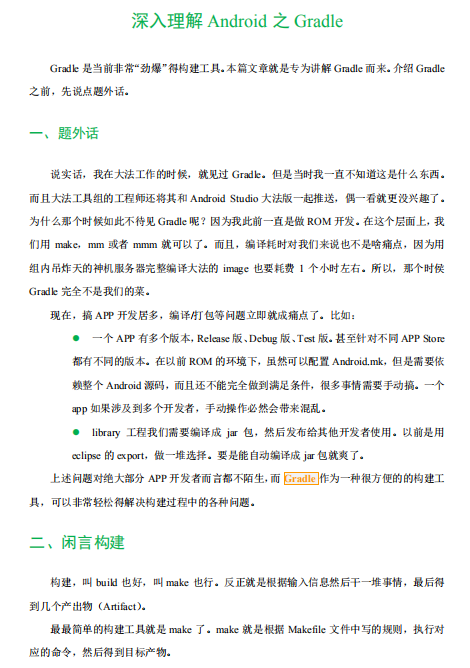 深入理解 Android 之 Gradle
Gradle 是当前非常“劲爆”得构建工具。本篇文章就是专为讲解 Gradle 而来。介绍 Gradle
之前，先说点题外话。
一、题外话
说实话，我在大法工作的时候，就见过 Gradle。但是当时我一直不知道这是什么东西。
而且大法工具组的工程师还将其和 Android Studio 大法版一起推送，偶一看就更没兴趣了。
为什么那个时候如此不待见 Gradle 呢？因为我此前一直是做 ROM 开发。在这个层面上，我
们用 make，mm 或者 mmm 就可以了。而且，编译耗时对我们来说也不是啥痛点，因为用
组内吊炸天的神机服务器完整编译大法的 image 也要耗费 1 个小时左右。所以，那个时侯
Gradle 完全不是我们的菜。
现在，搞 APP 开发居多，编译/打包等问题立即就成痛点了。比如：
● 一个 APP 有多个版本，Release 版、Debug 版、Test 版。甚至针对不同 APP Store
都有不同的版本。在以前 ROM 的环境下，虽然可以配置 Android.mk，但是需要依
赖整个 Android 源码，而且还不能完全做到满足条件，很多事情需要手动搞。一个
app 如果涉及到多个开发者，手动操作必然会带来混乱。
● library 工程我们需要编译成 jar 包，然后发布给其他开发者使用。以前是用
eclipse 的 export，做一堆选择。要是能自动编译成 jar 包就爽了。
上述问题对绝大部分 APP 开发者而言都不陌生，而 Gradle 作为一种很方便的的构建工
具，可以非常轻松得解决构建过程中的各种问题。
二、闲言构建
构建，叫 build 也好，叫 make 也行。反正就是根据输入信息然后干一堆事情，最后得
到几个产出物（Artifact）。
最最简单的构建工具就是 make 了。make 就是根据 Makefile 文件中写的规则，执行对
应的命令，然后得到目标产物。